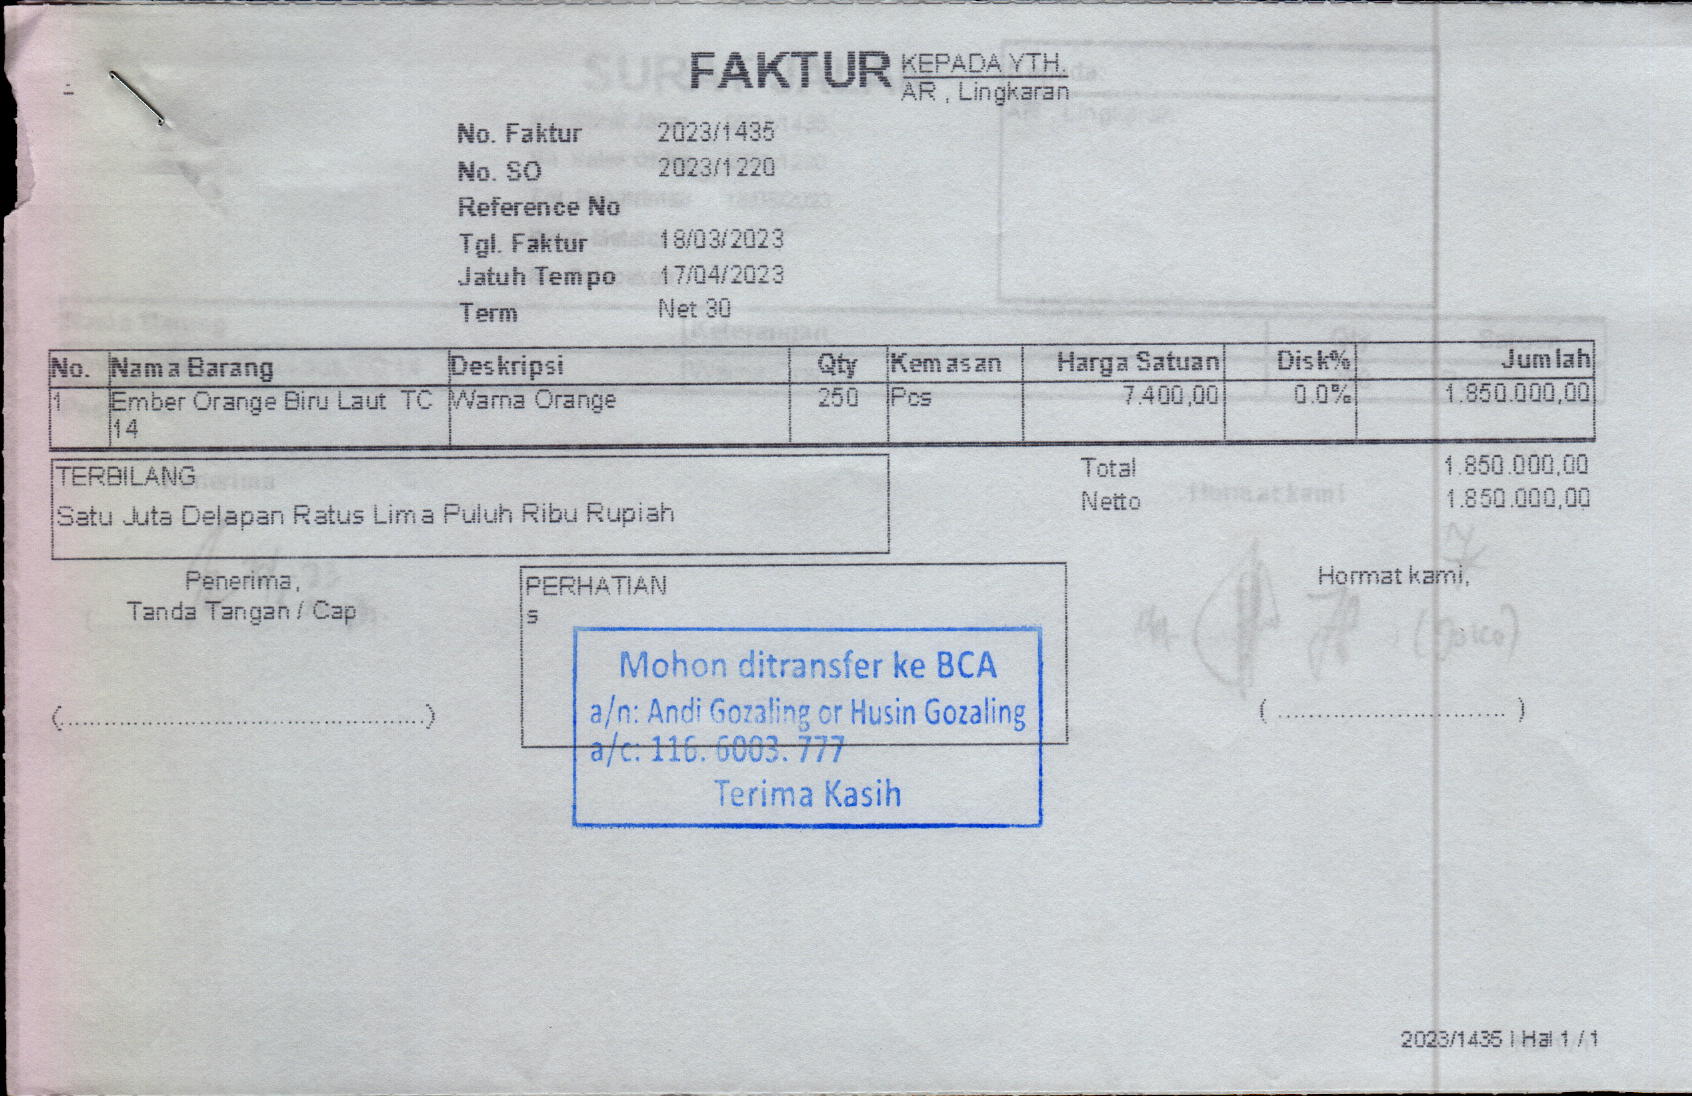 FAKTUR
KEPADA YTH.
AR , Lingkaran
No. Faktur 2023/1435
No. SO 2023/1220
Reference No
Tgl. Faktur 18/03/2023
Jatuh Tempo 17/04/2023
Term Net 30
No. Nama Barang Deskripsi Qty Kemasan Harga Satuan Disk% Jumlah
1 Ember Orange Biru Laut TC Warna Orange 250 Pcs 7.400,00 0.0% 1.850.000,00
14
TERBILANG
Satu Juta Delapan Ratus Lima Puluh Ribu Rupiah
Total 1.850.000,00
Netto 1.850.000,00
Penerima,
Tanda Tangan / Cap
(..............................................)
PERHATIAN
s
Mohon ditransfer ke BCA
a/n: Andi Gozaling or Husin Gozaling
a/c: 116. 6003. 777
Terima Kasih
Hormat kami,
( ............................. )
2023/1435 | Hal 1 / 1